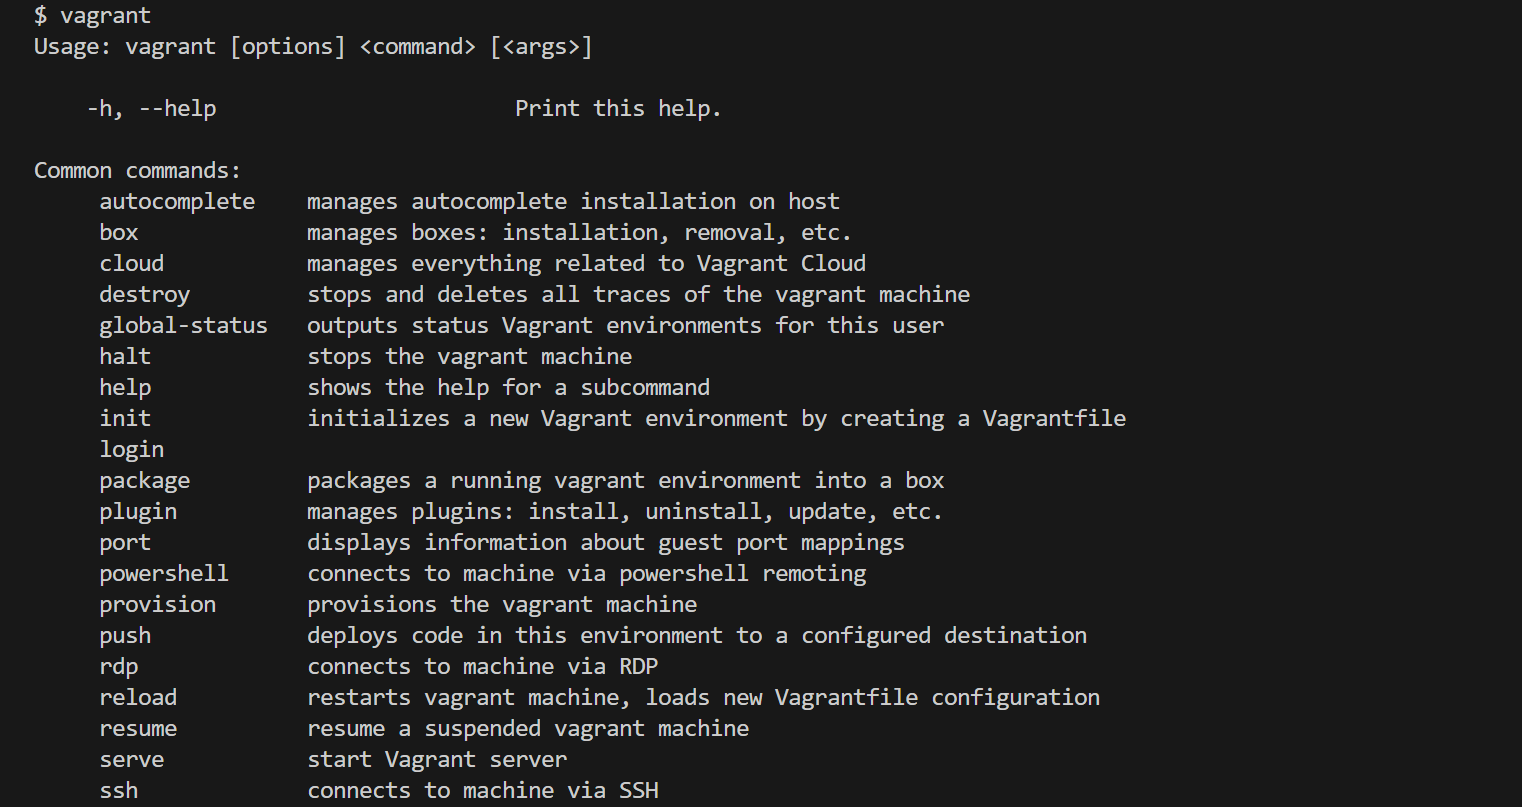 $ vagrant
Usage: vagrant [options] <command> [<args>]
-h, --help                       Print this help.
Common commands:
autocomplete    manages autocomplete installation on host
box             manages boxes: installation, removal, etc.
cloud           manages everything related to Vagrant Cloud
destroy         stops and deletes all traces of the vagrant machine
global-status   outputs status Vagrant environments for this user
halt            stops the vagrant machine
help            shows the help for a subcommand
init            initializes a new Vagrant environment by creating a Vagrantfile
login
package         packages a running vagrant environment into a box
plugin          manages plugins: install, uninstall, update, etc.
port            displays information about guest port mappings
powershell      connects to machine via powershell remoting
provision       provisions the vagrant machine
push            deploys code in this environment to a configured destination
rdp             connects to machine via RDP
reload          restarts vagrant machine, loads new Vagrantfile configuration
resume          resume a suspended vagrant machine
serve           start Vagrant server
ssh             connects to machine via SSH